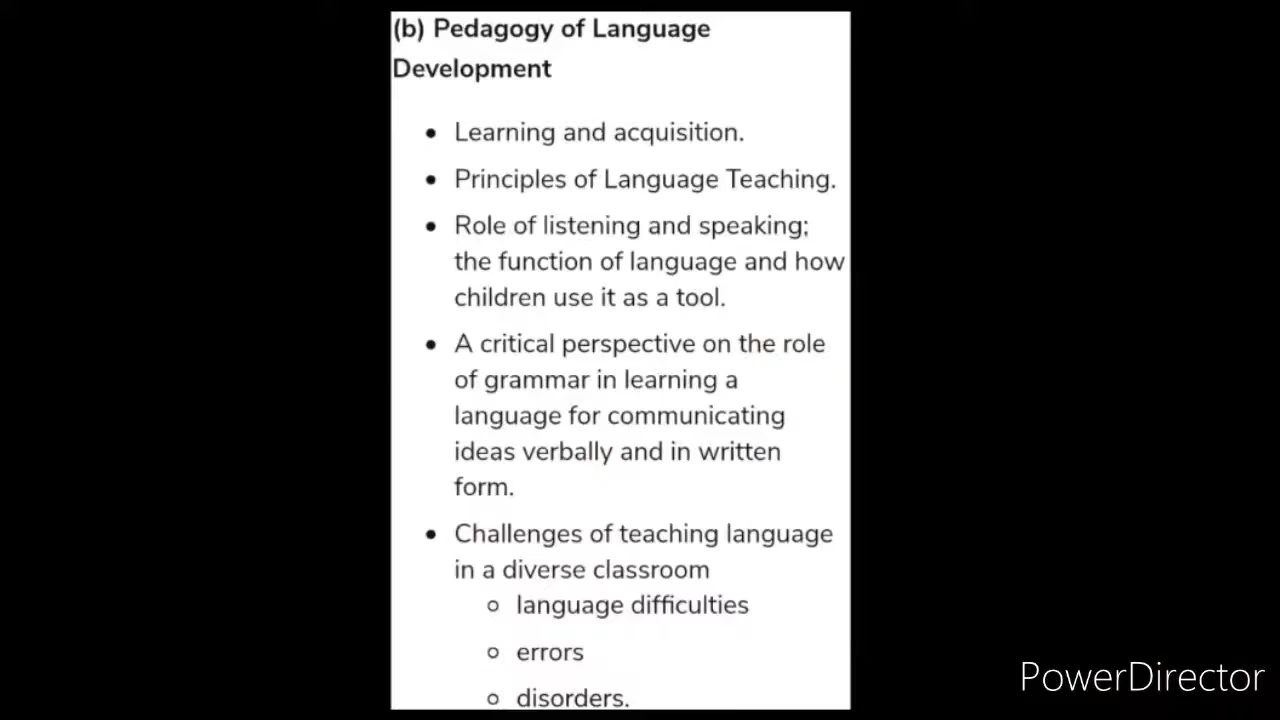 (b) Pedagogy of Language
Development
• Learning and acquisition.
• Principles of Language Teaching.
• Role of listening and speaking;
the function of language and how
children use it as a tool.
• A critical perspective on the role
of grammar in learning a
language for communicating
ideas verbally and in written
form.
• Challenges of teaching language
in a diverse classroom
○ language difficulties
○ errors
○ disorders.
PowerDirector